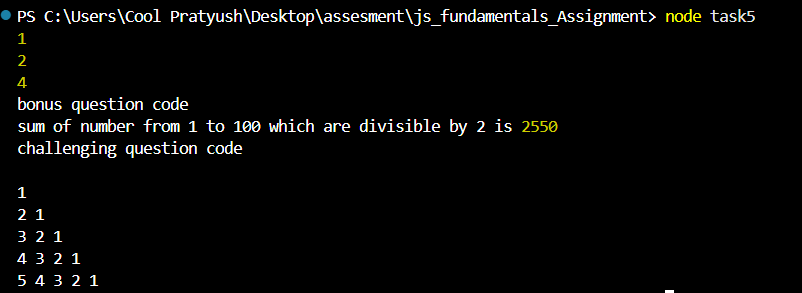 PS C:\Users\Cool Pratyush\Desktop\assesment\js_fundamentals_Assignment> node task5
1
2
4
bonus question code
sum of number from 1 to 100 which are divisible by 2 is 2550
challenging question code
1
2 1
3 2 1
4 3 2 1
5 4 3 2 1